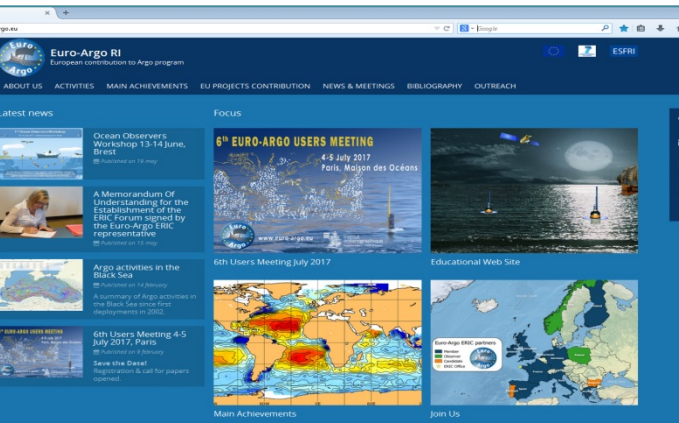 rgo.eu
Google
Euro-Argo RI
European contribution to Argo program
ESFRI
ABOUT US ACTIVITIES MAIN ACHIEVEMENTS EU PROJECTS CONTRIBUTION NEWS & MEETINGS BIBLIOGRAPHY OUTREACH
Latest news
Ocean Observers
Workshop 13-14 June,
Brest
Published on 19 may
A Memorandum Of
Understanding for the
Establishment of the
ERIC Forum signed by
the Euro-Argo ERIC
representative
Published on 15 may
Argo activities in the
Black Sea
Published on 14 february
A summary of Argo activities in
the Black Sea since first
deployments in 2002.
6th Users Meeting 4-5
July 2017, Paris
Published on 8 february
Save the Date!
Registration & call for papers
opened.
Focus
6th EURO-ARGO USERS MEETING
4-5 July 2017
Paris, Maison des Océans
Euro
Argo
www.euro-argo.eu
6th Users Meeting July 2017
Educational Web Site
Main Achievements
Euro-Argo ERIC partners
Member
Observer
Candidate
ERIC Office
Join Us